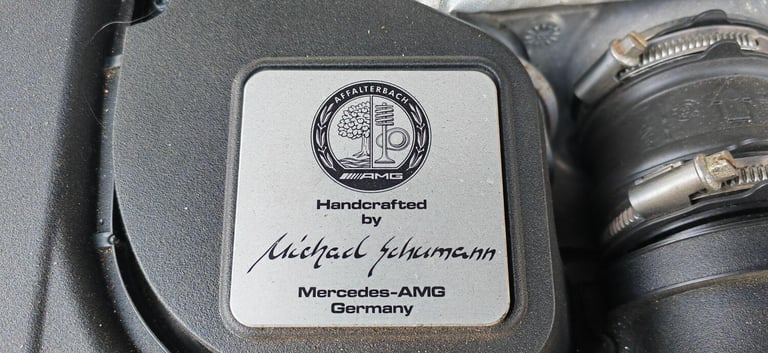 AFFALTERBACH
AMG
Handcrafted
by
Michael Schumann
Mercedes-AMG
Germany